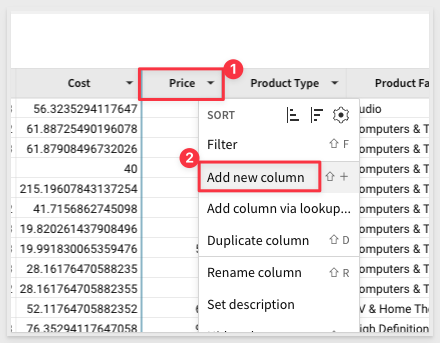 1
Cost Price Product Type Product Fa
SORT
Filter ⇧ F
2
Add new column ⇧ +
Add column via lookup...
Duplicate column ⇧ D
Rename column ⇧ R
Set description
56.3235294117647 udio
61.88725490196078 omputers & T
61.87908496732026 omputers & T
40 omputers & T
215.19607843137254 omputers & T
41.7156862745098 omputers & T
19.820261437908496 omputers & T
19.991830065359476 omputers & T
28.16176470588235 omputers & T
28.161764705882355 omputers & T
52.11764705882352 V & Home The
76.35294117647058 igh Definition